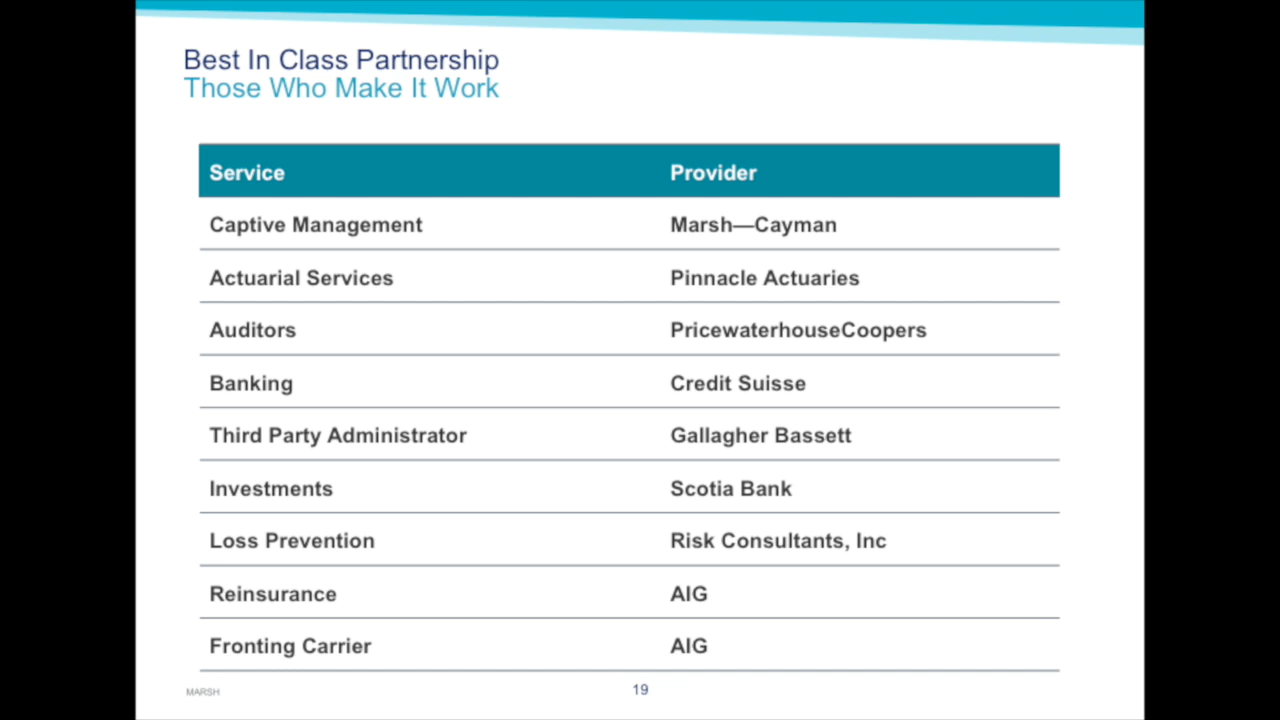 Best In Class Partnership
Those Who Make It Work
Service Provider
Captive Management Marsh—Cayman
Actuarial Services Pinnacle Actuaries
Auditors PricewaterhouseCoopers
Banking Credit Suisse
Third Party Administrator Gallagher Bassett
Investments Scotia Bank
Loss Prevention Risk Consultants, Inc
Reinsurance AIG
Fronting Carrier AIG
MARSH 19